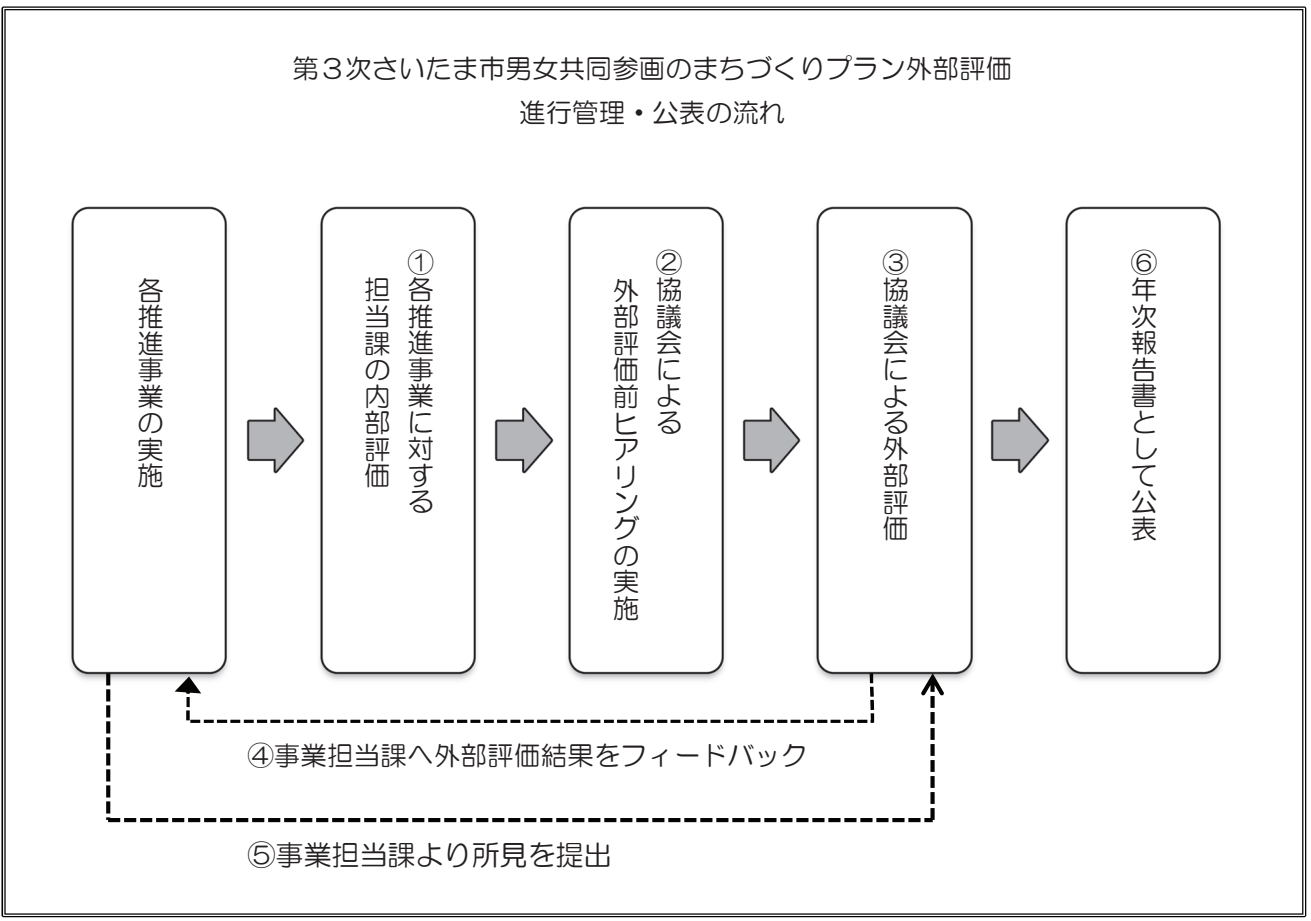 第３次さいたま市男女共同参画のまちづくりプラン外部評価
進行管理・公表の流れ
各推進事業の実施
①各推進事業に対する
担当課の内部評価
②協議会による
外部評価前ヒアリングの実施
③協議会による外部評価
⑥年次報告書として公表
④事業担当課へ外部評価結果をフィードバック
⑤事業担当課より所見を提出